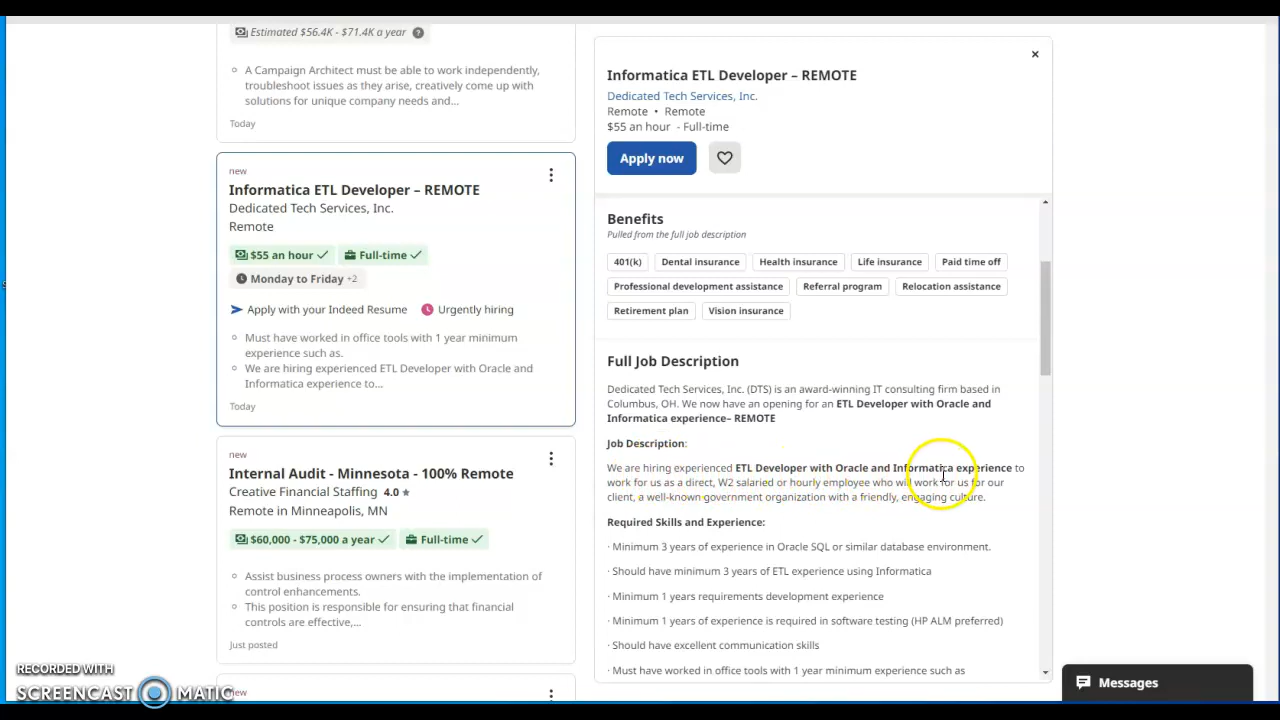 Estimated $56.4K - $71.4K a year ?
A Campaign Architect must be able to work independently,
troubleshoot issues as they arise, creatively come up with
solutions for unique company needs and...
Today
new
Informatica ETL Developer – REMOTE
Dedicated Tech Services, Inc.
Remote
$55 an hour
Full-time
Monday to Friday +2
Apply with your Indeed Resume
Urgently hiring
Must have worked in office tools with 1 year minimum
experience such as.
We are hiring experienced ETL Developer with Oracle and
Informatica experience to...
Today
new
Internal Audit - Minnesota - 100% Remote
Creative Financial Staffing 4.0
Remote in Minneapolis, MN
$60,000 - $75,000 a year
Full-time
Assist business process owners with the implementation of
control enhancements.
This position is responsible for ensuring that financial
controls are effective,...
Just posted
new
Informatica ETL Developer – REMOTE
Dedicated Tech Services, Inc.
Remote • Remote
$55 an hour - Full-time
Apply now
Benefits
Pulled from the full job description
401(k) Dental insurance Health insurance Life insurance Paid time off
Professional development assistance Referral program Relocation assistance
Retirement plan Vision insurance
Full Job Description
Dedicated Tech Services, Inc. (DTS) is an award-winning IT consulting firm based in
Columbus, OH. We now have an opening for an ETL Developer with Oracle and
Informatica experience– REMOTE
Job Description:
We are hiring experienced ETL Developer with Oracle and Informatica experience to
work for us as a direct, W2 salaried or hourly employee who will work for us for our
client, a well-known government organization with a friendly, engaging culture.
Required Skills and Experience:
· Minimum 3 years of experience in Oracle SQL or similar database environment.
· Should have minimum 3 years of ETL experience using Informatica
· Minimum 1 years requirements development experience
· Minimum 1 years of experience is required in software testing (HP ALM preferred)
· Should have excellent communication skills
· Must have worked in office tools with 1 year minimum experience such as
Messages
RECORDED WITH
SCREENCAST MATIC